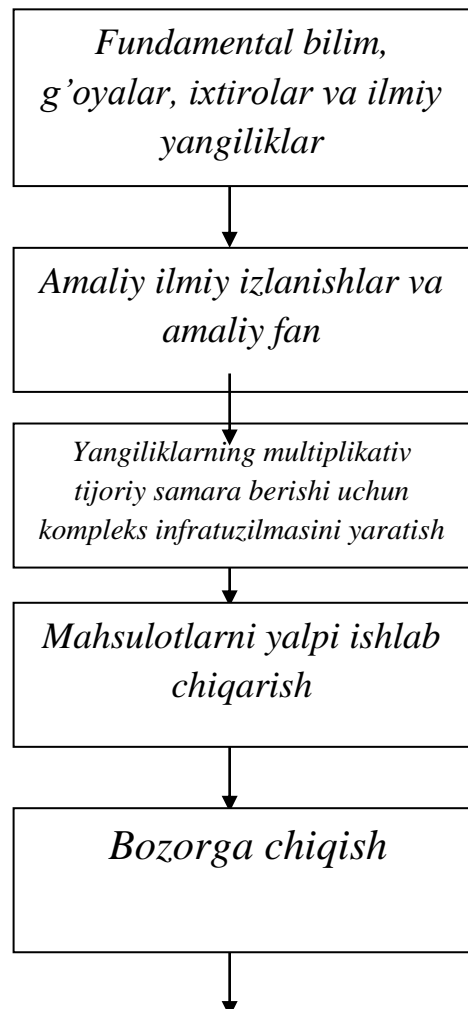 Fundamental bilim,
g’oyalar, ixtirolar va ilmiy
yangiliklar
Amaliy ilmiy izlanishlar va
amaliy fan
Yangiliklarning multiplikativ
tijoriy samara berishi uchun
kompleks infratuzilmasini yaratish
Mahsulotlarni yalpi ishlab
chiqarish
Bozorga chiqish